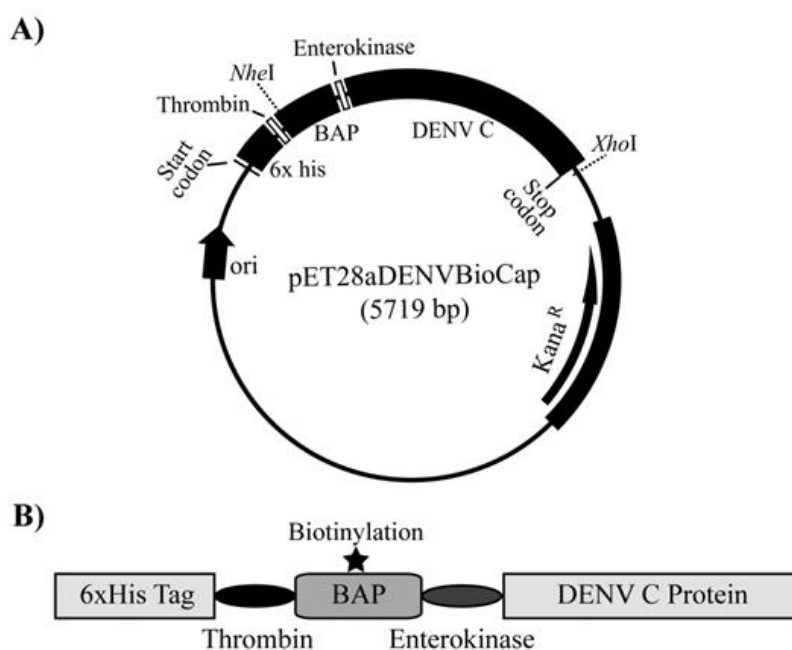 A)
Enterokinase
NheI
Thrombin
BAP
DENV C
XhoI
Start
codon
6x his
Stop
codon
ori
pET28aDENVBioCap
(5719 bp)
Kana R
B)
Biotinylation
6xHis Tag
BAP
DENV C Protein
Thrombin
Enterokinase